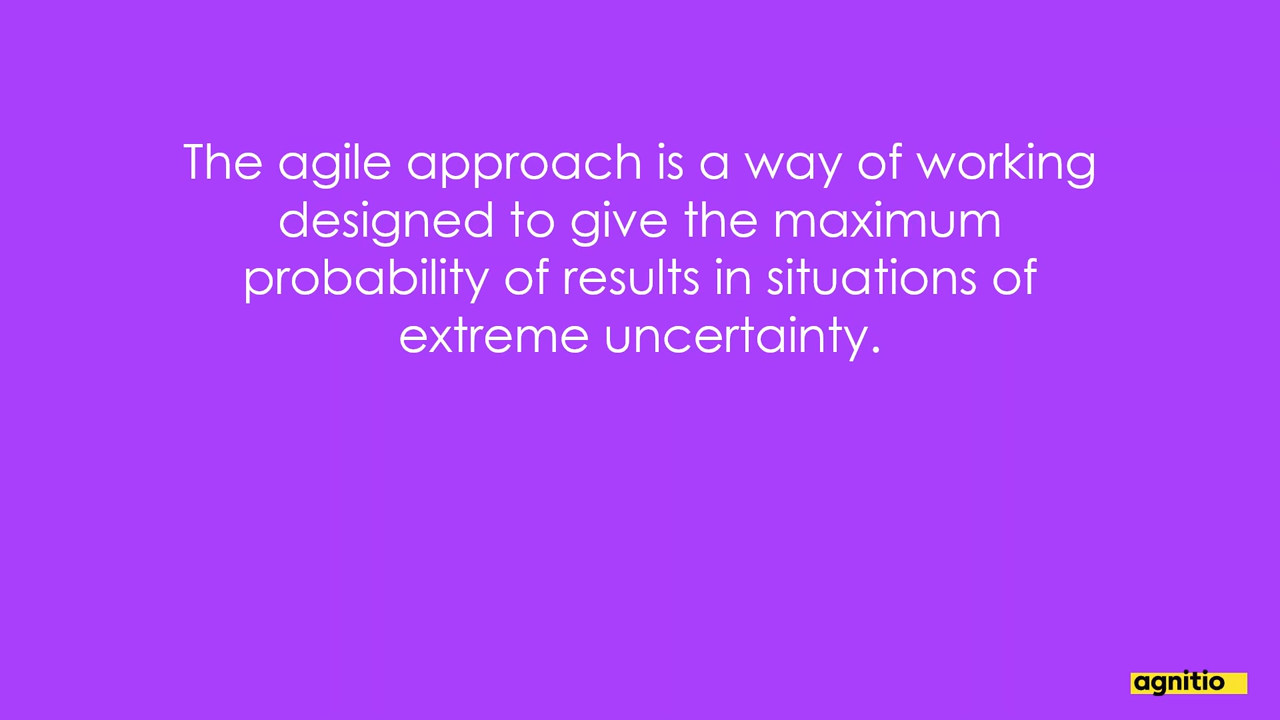 The agile approach is a way of working
designed to give the maximum
probability of results in situations of
extreme uncertainty.
agnitio